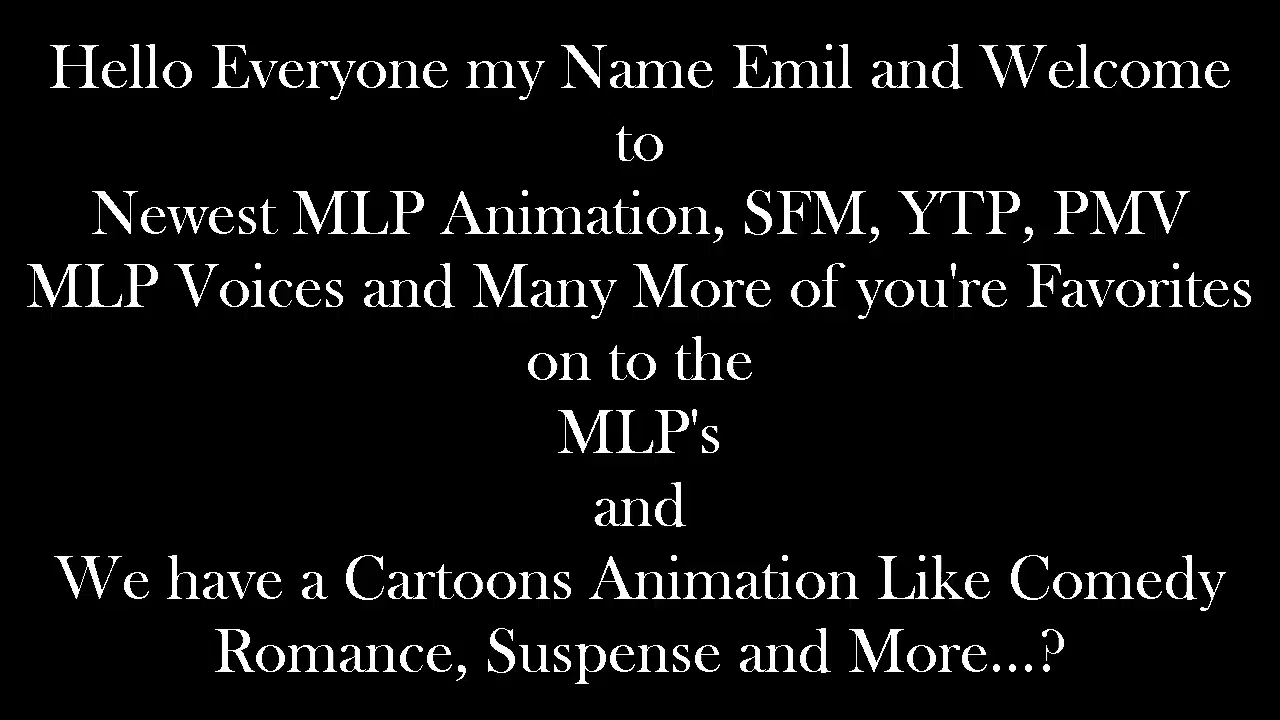 Hello Everyone my Name Emil and Welcome
to
Newest MLP Animation, SFM, YTP, PMV
MLP Voices and Many More of you're Favorites
on to the
MLP's
and
We have a Cartoons Animation Like Comedy
Romance, Suspense and More...?